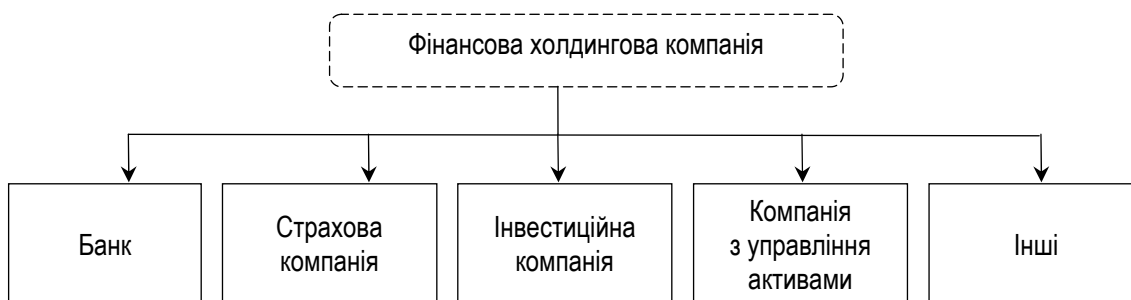 Фінансова холдингова компанія
Банк
Страхова
компанія
Інвестиційна
компанія
Компанія
з управління
активами
Інші